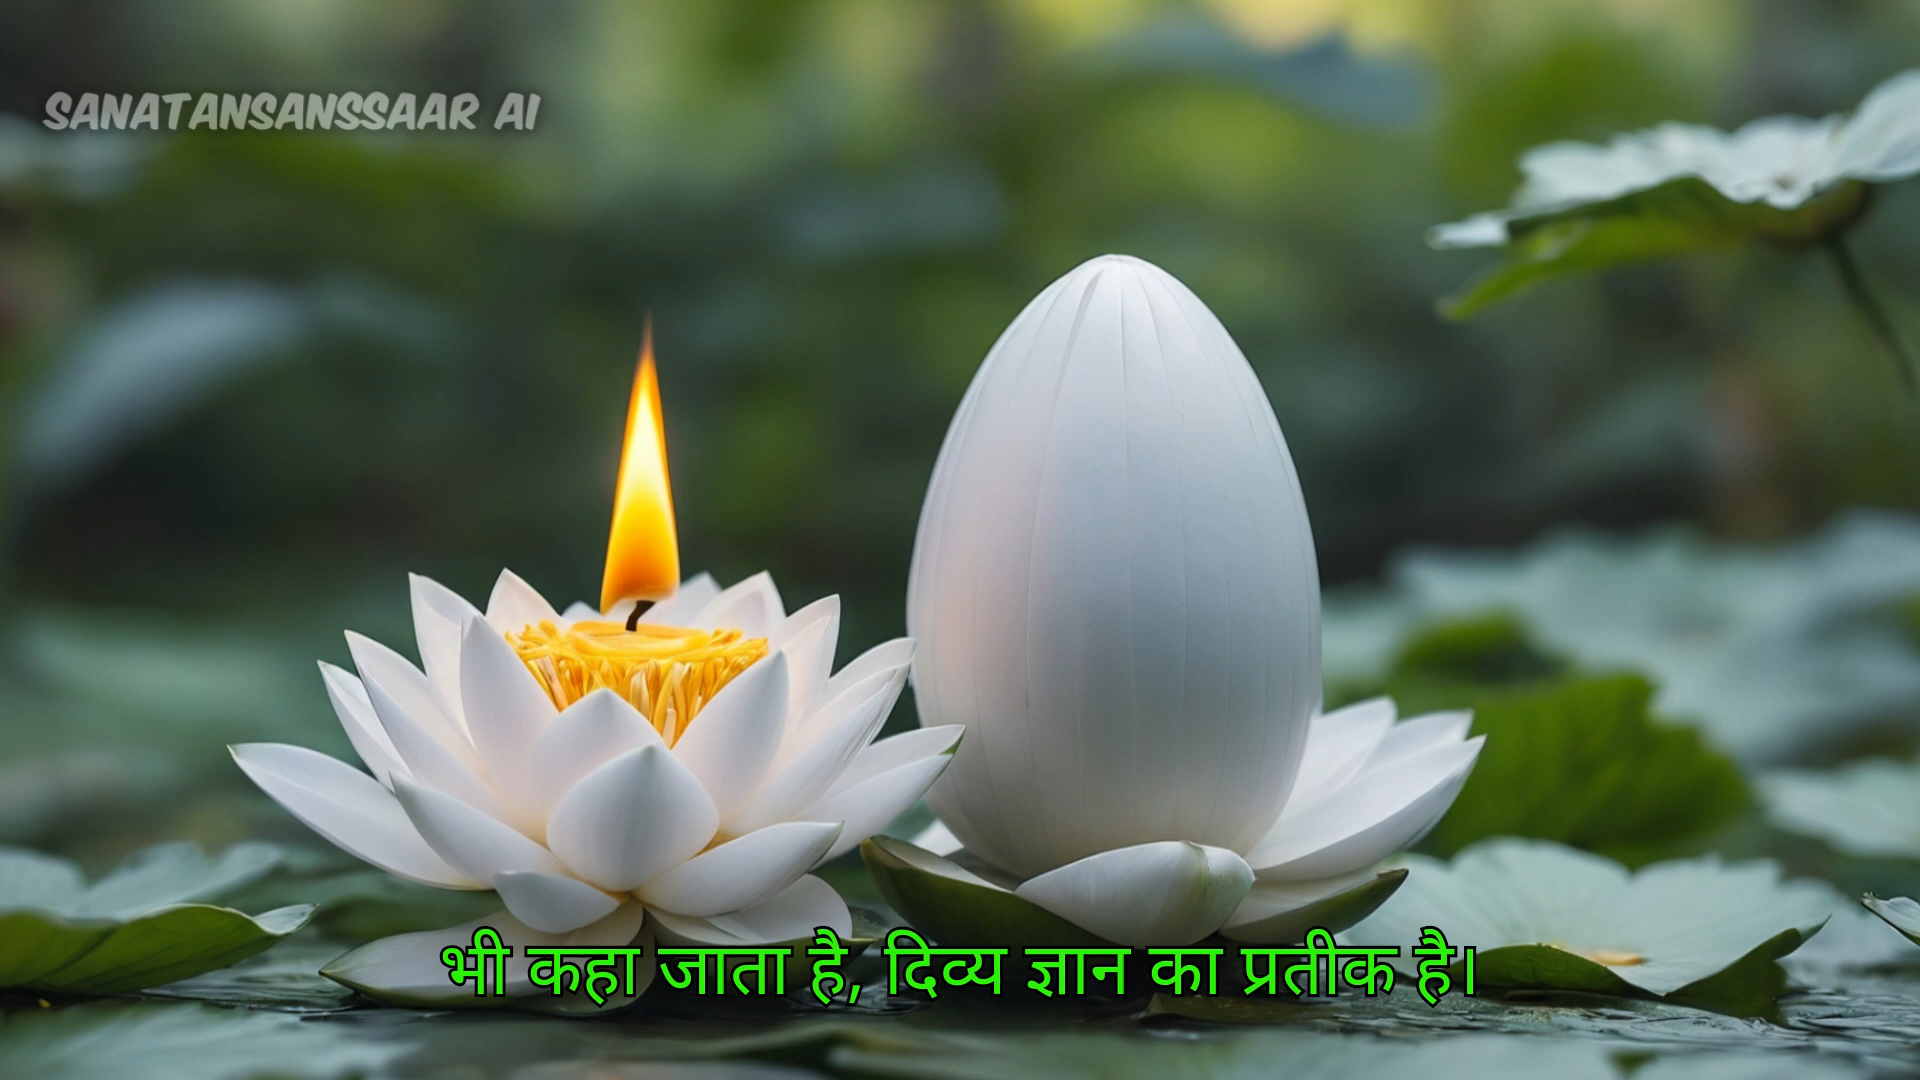 SANATANSANSSAAR AI
भी कहा जाता है, दिव्य ज्ञान का प्रतीक है।